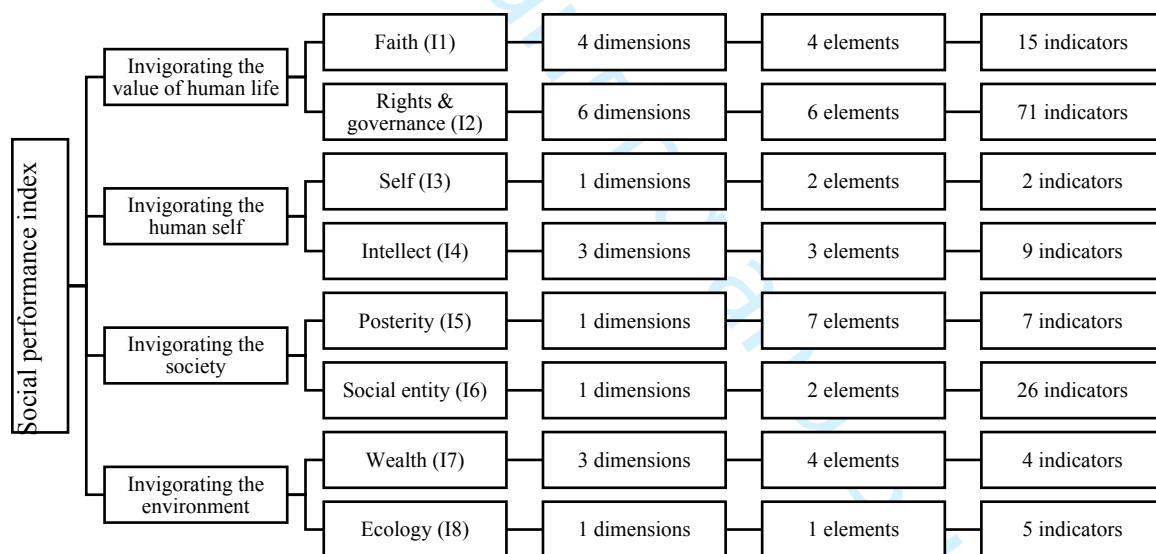 Social performance index
Invigorating the
value of human life
Faith (I1)
4 dimensions
4 elements
15 indicators
Rights &
governance (I2)
6 dimensions
6 elements
71 indicators
Invigorating the
human self
Self (I3)
1 dimensions
2 elements
2 indicators
Intellect (I4)
3 dimensions
3 elements
9 indicators
Invigorating the
society
Posterity (I5)
1 dimensions
7 elements
7 indicators
Social entity (I6)
1 dimensions
2 elements
26 indicators
Invigorating the
environment
Wealth (I7)
3 dimensions
4 elements
4 indicators
Ecology (I8)
1 dimensions
1 elements
5 indicators